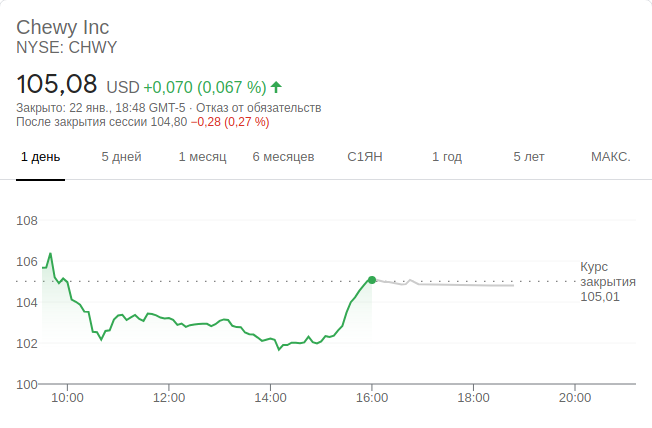 Chewy Inc
NYSE: CHWY
105,08 USD +0,070 (0,067 %)
Закрыто: 22 янв., 18:48 GMT-5 · Отказ от обязательств
После закрытия сессии 104,80 −0,28 (0,27 %)
1 день 5 дней 1 месяц 6 месяцев С1ЯН 1 год 5 лет МАКС.
108
106
104
102
100
Курс
закрытия
105,01
10:00 12:00 14:00 16:00 18:00 20:00